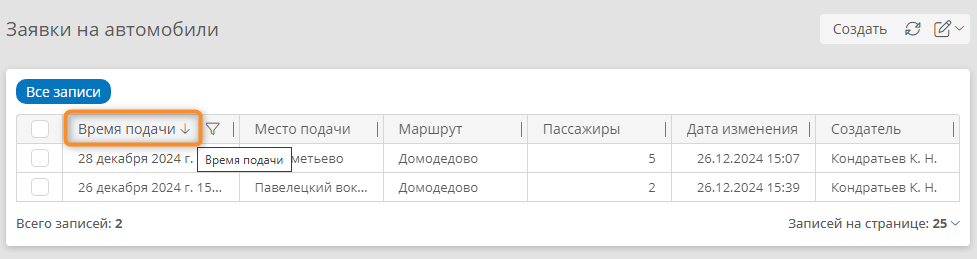 Заявки на автомобили
Создать
Все записи
Время подачи Место подачи Маршрут Пассажиры Дата изменения Создатель
28 декабря 2024 г. метьево Домодедово 5 26.12.2024 15:07 Кондратьев К. Н.
Время подачи
26 декабря 2024 г. 15... Павелецкий вок... Домодедово 2 26.12.2024 15:39 Кондратьев К. Н.
Всего записей: 2 Записей на странице: 25